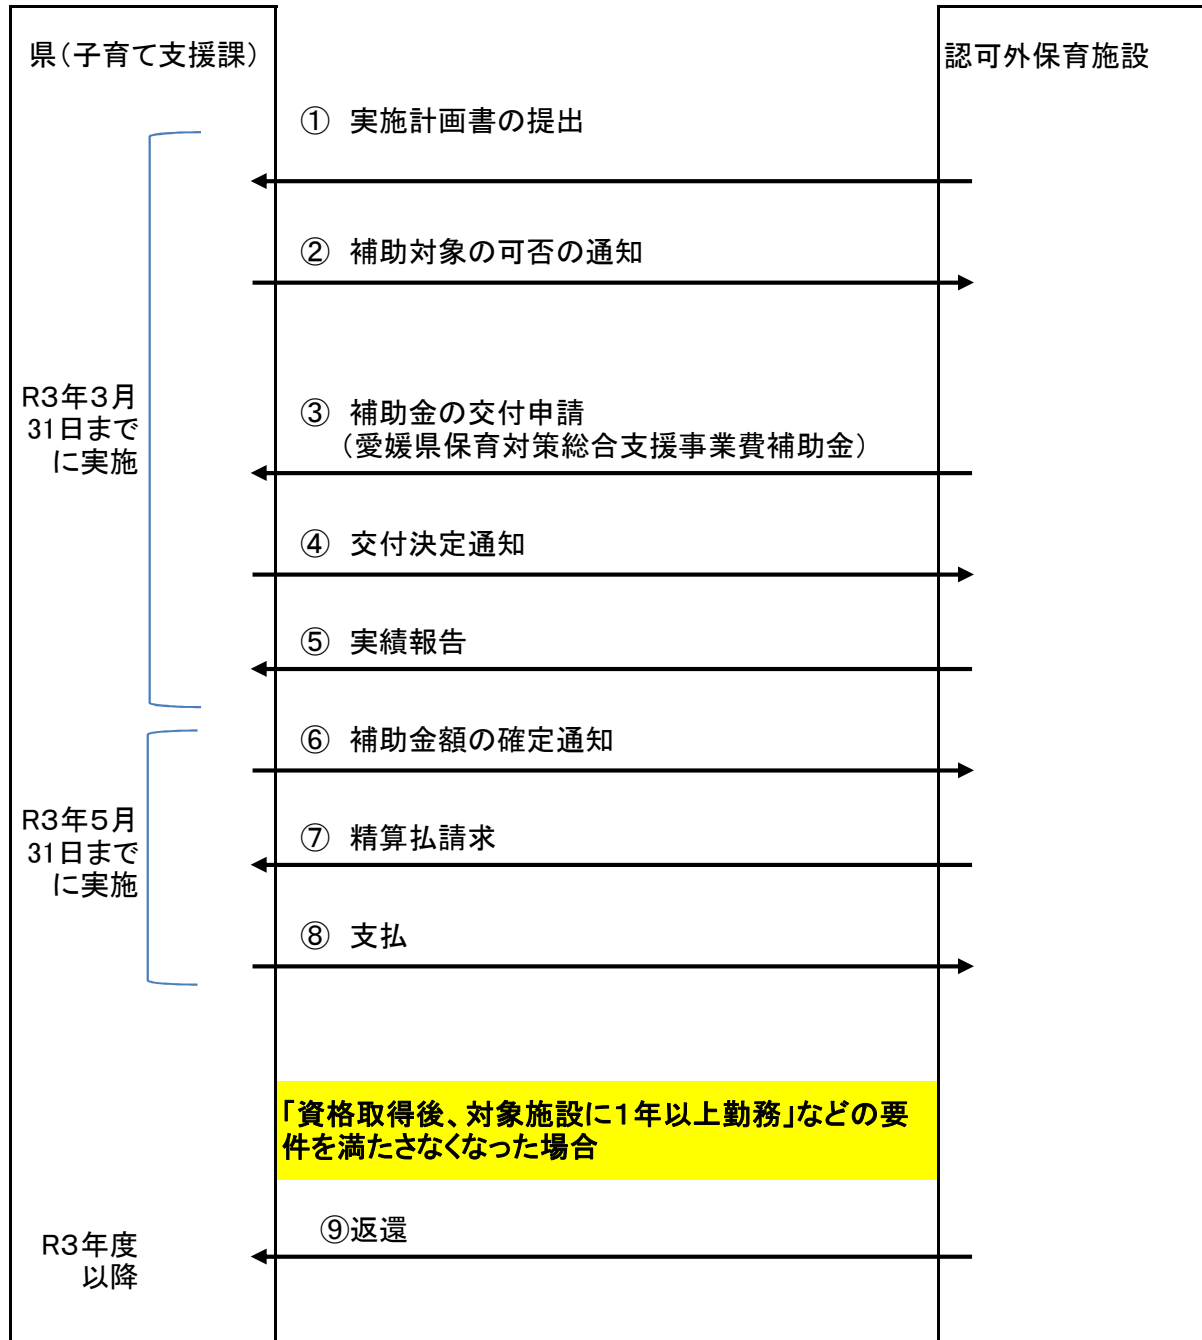 県（子育て支援課）
認可外保育施設
①　実施計画書の提出
②　補助対象の可否の通知
R3年３月
31日まで
に実施
③　補助金の交付申請
（愛媛県保育対策総合支援事業費補助金）
④　交付決定通知
⑤　実績報告
⑥　補助金額の確定通知
R3年５月
31日まで
に実施
⑦　精算払請求
⑧　支払
「資格取得後、対象施設に１年以上勤務」などの要
件を満たさなくなった場合
⑨返還
R3年度
以降